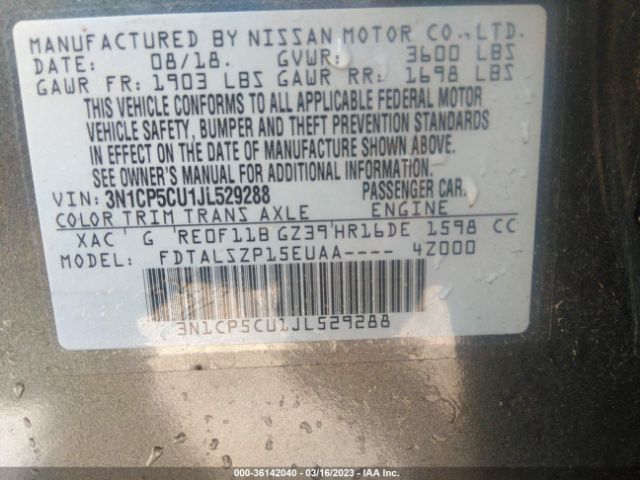 MANUFACTURED BY NISSAN MOTOR CO., LTD.
DATE: 08/18. GVWR: 3600 LBS
GAWR FR: 1903 LBS GAWR RR: 1698 LBS
THIS VEHICLE CONFORMS TO ALL APPLICABLE FEDERAL MOTOR
VEHICLE SAFETY, BUMPER AND THEFT PREVENTION STANDARDS
IN EFFECT ON THE DATE OF MANUFACTURE SHOWN ABOVE.
SEE OWNER'S MANUAL FOR ADDITIONAL INFORMATION.
VIN: 3N1CP5CU1JL529288 PASSENGER CAR.
COLOR TRIM TRANS AXLE ENGINE
XAC G RE0F11B GZ39 HR16DE 1598 CC
MODEL: FDTALSZP15EUAA---- 4Z000
3N1CP5CU1JL529288
000-36142040 - 03/16/2023 - IAA Inc.